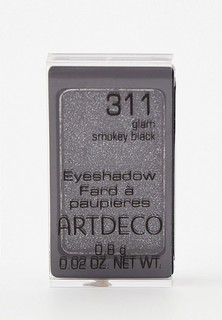 311
glam
smokey black
Eyeshadow
Fard à
paupières
ARTDECO
0,8 g
0.02 OZ. NET WT.